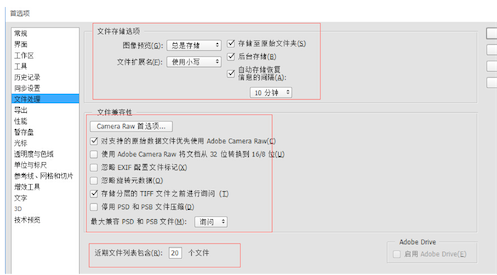 首选项
常规
界面
工作区
工具
历史记录
同步设置
文件处理
导出
性能
暂存盘
光标
透明度与色域
单位与标尺
参考线、网格和切片
增效工具
文字
3D
技术预览
文件存储选项
图像预览(G): 总是存储
文件扩展名(F): 使用小写
存储至原始文件夹(S)
后台存储(B)
自动存储恢复
信息的间隔(A):
10 分钟
文件兼容性
Camera Raw 首选项...
对支持的原始数据文件优先使用 Adobe Camera Raw(C)
使用 Adobe Camera Raw 将文档从 32 位转换到 16/8 位(U)
忽略 EXIF 配置文件标记(X)
忽略旋转元数据(O)
存储分层的 TIFF 文件之前进行询问 (T)
停用 PSD 和 PSB 文件压缩(D)
最大兼容 PSD 和 PSB 文件(M): 询问
近期文件列表包含(R): 20 个文件
Adobe Drive
启用 Adobe Drive(E)